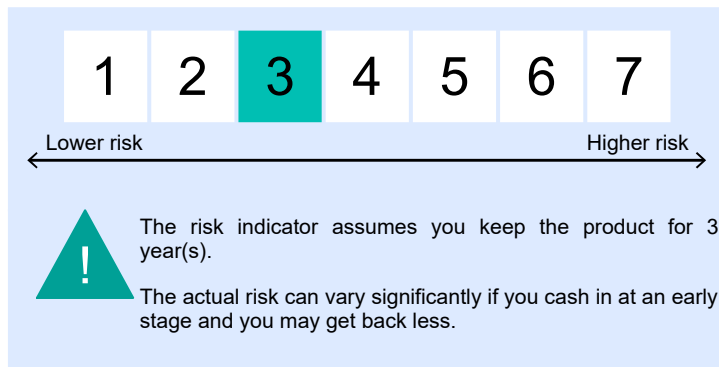 1 2 3 4 5 6 7
Lower risk Higher risk
!
The risk indicator assumes you keep the product for 3
year(s).
The actual risk can vary significantly if you cash in at an early
stage and you may get back less.